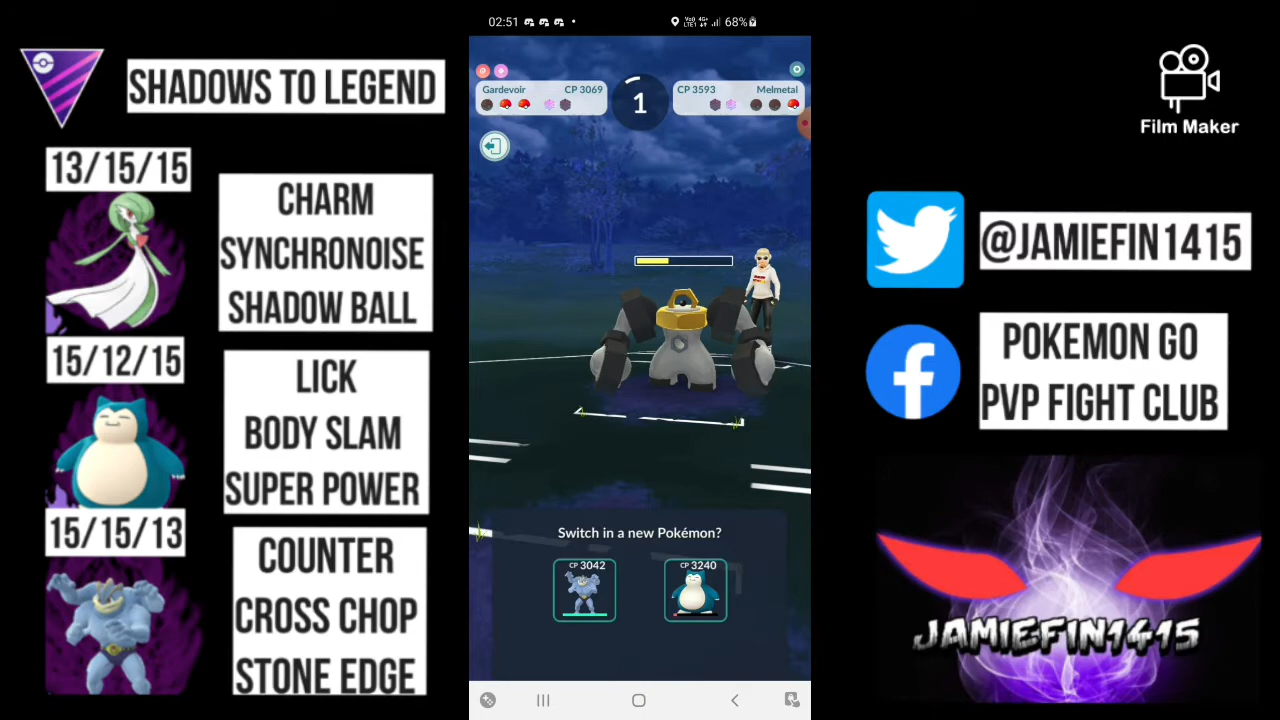 SHADOWS TO LEGEND
13/15/15
CHARM
SYNCHRONOISE
SHADOW BALL
15/12/15
LICK
BODY SLAM
SUPER POWER
15/15/13
COUNTER
CROSS CHOP
STONE EDGE
02:51
68%
Gardevoir CP 3069
1
CP 3593 Melmetal
Switch in a new Pokémon?
CP 3042
CP 3240
Film Maker
@JAMIEFIN1415
POKEMON GO
PVP FIGHT CLUB
JAMIEFIN1415